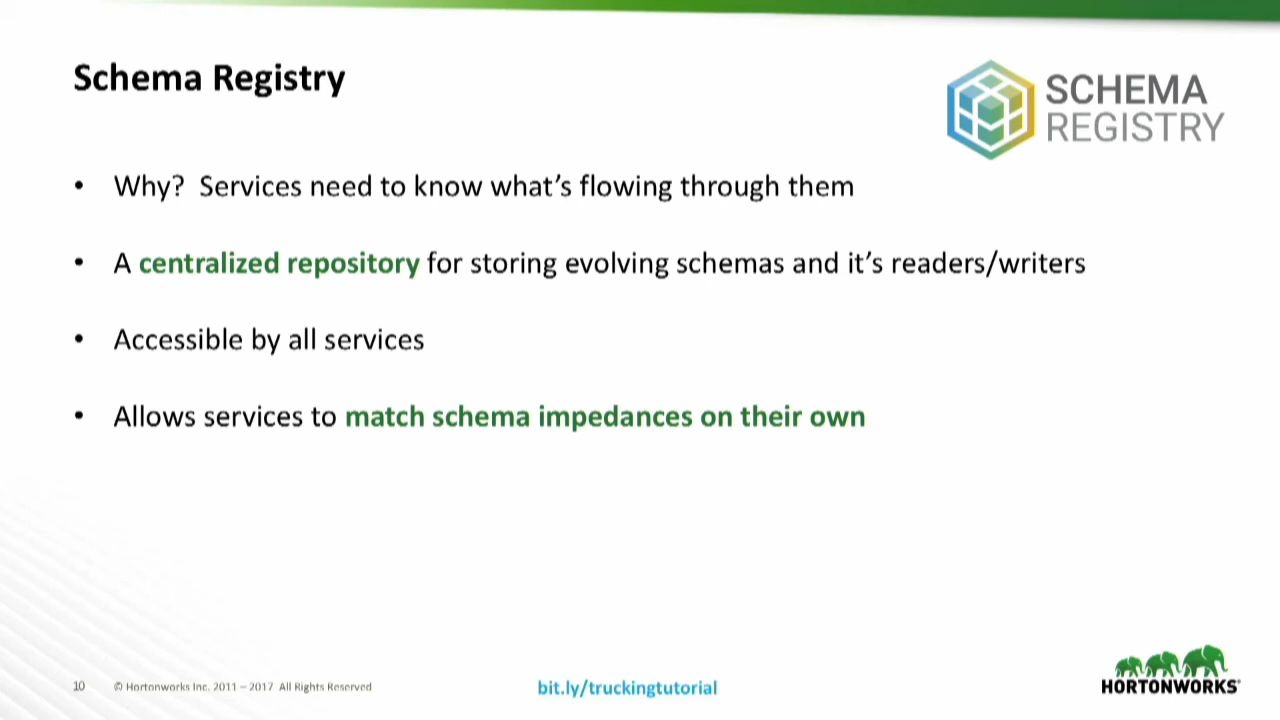 Schema Registry
SCHEMA
REGISTRY
• Why? Services need to know what's flowing through them
• A centralized repository for storing evolving schemas and it's readers/writers
• Accessible by all services
• Allows services to match schema impedances on their own
10 © Hortonworks Inc. 2011 – 2017 All Rights Reserved
bit.ly/truckingtutorial
HORTONWORKS